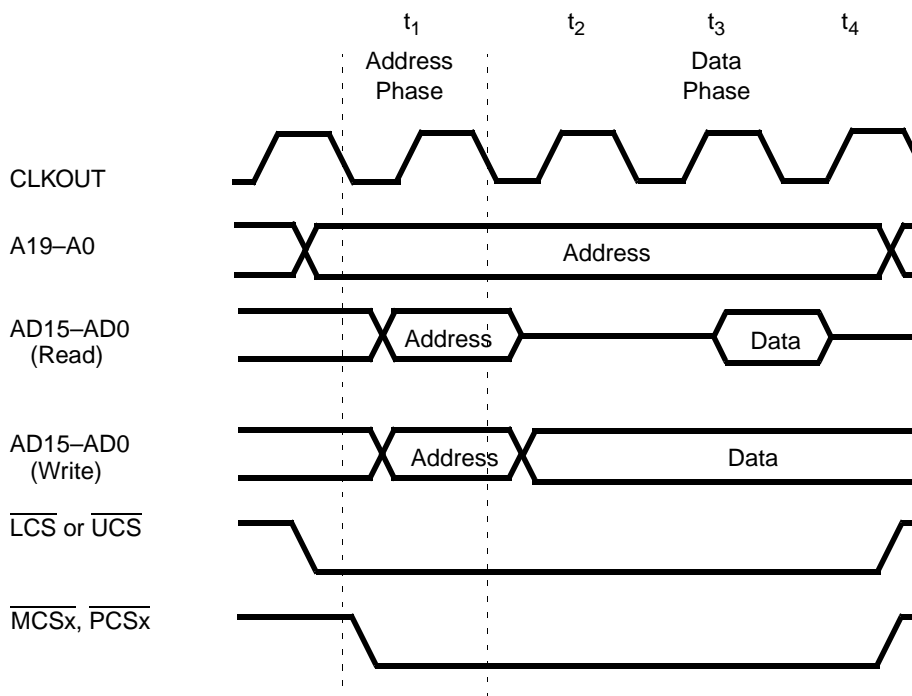 t1 t2 t3 t4
Address Data
Phase Phase
CLKOUT
A19–A0 Address
AD15–AD0
(Read) Address Data
AD15–AD0
(Write) Address Data
LCS or UCS
MCSx, PCSx